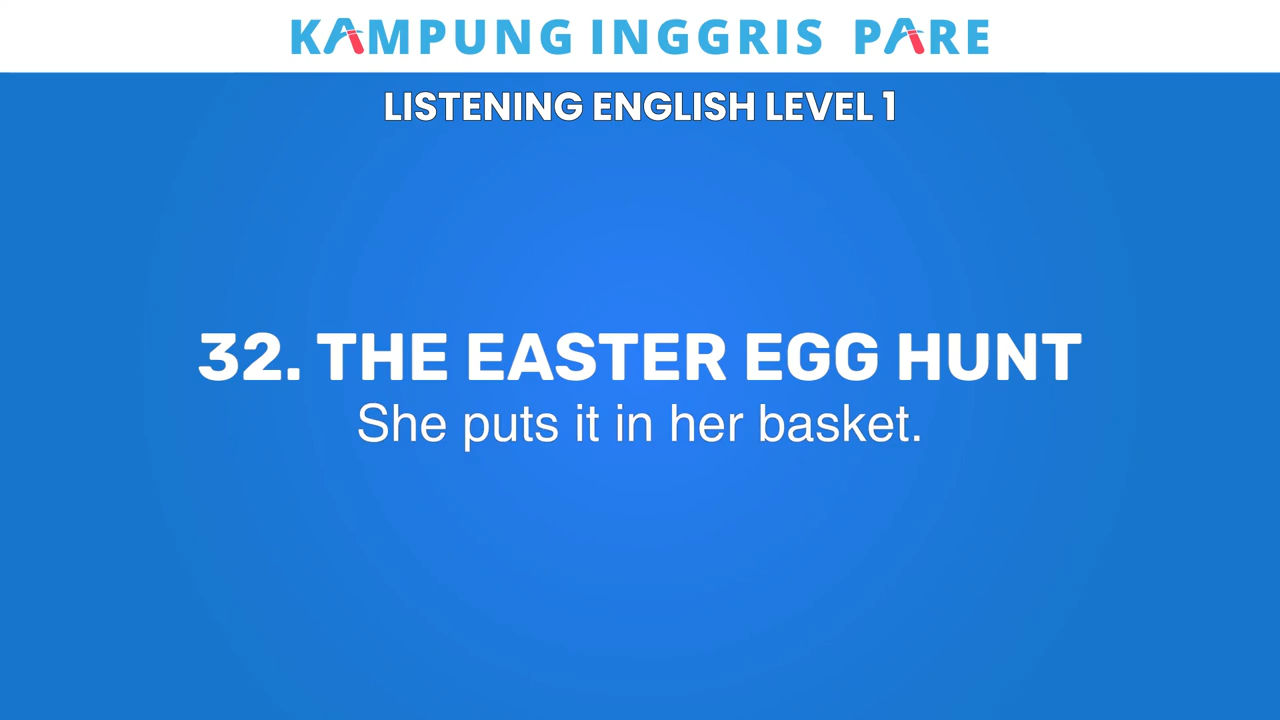 KAMPUNG INGGRIS PARE
LISTENING ENGLISH LEVEL 1
32. THE EASTER EGG HUNT
She puts it in her basket.